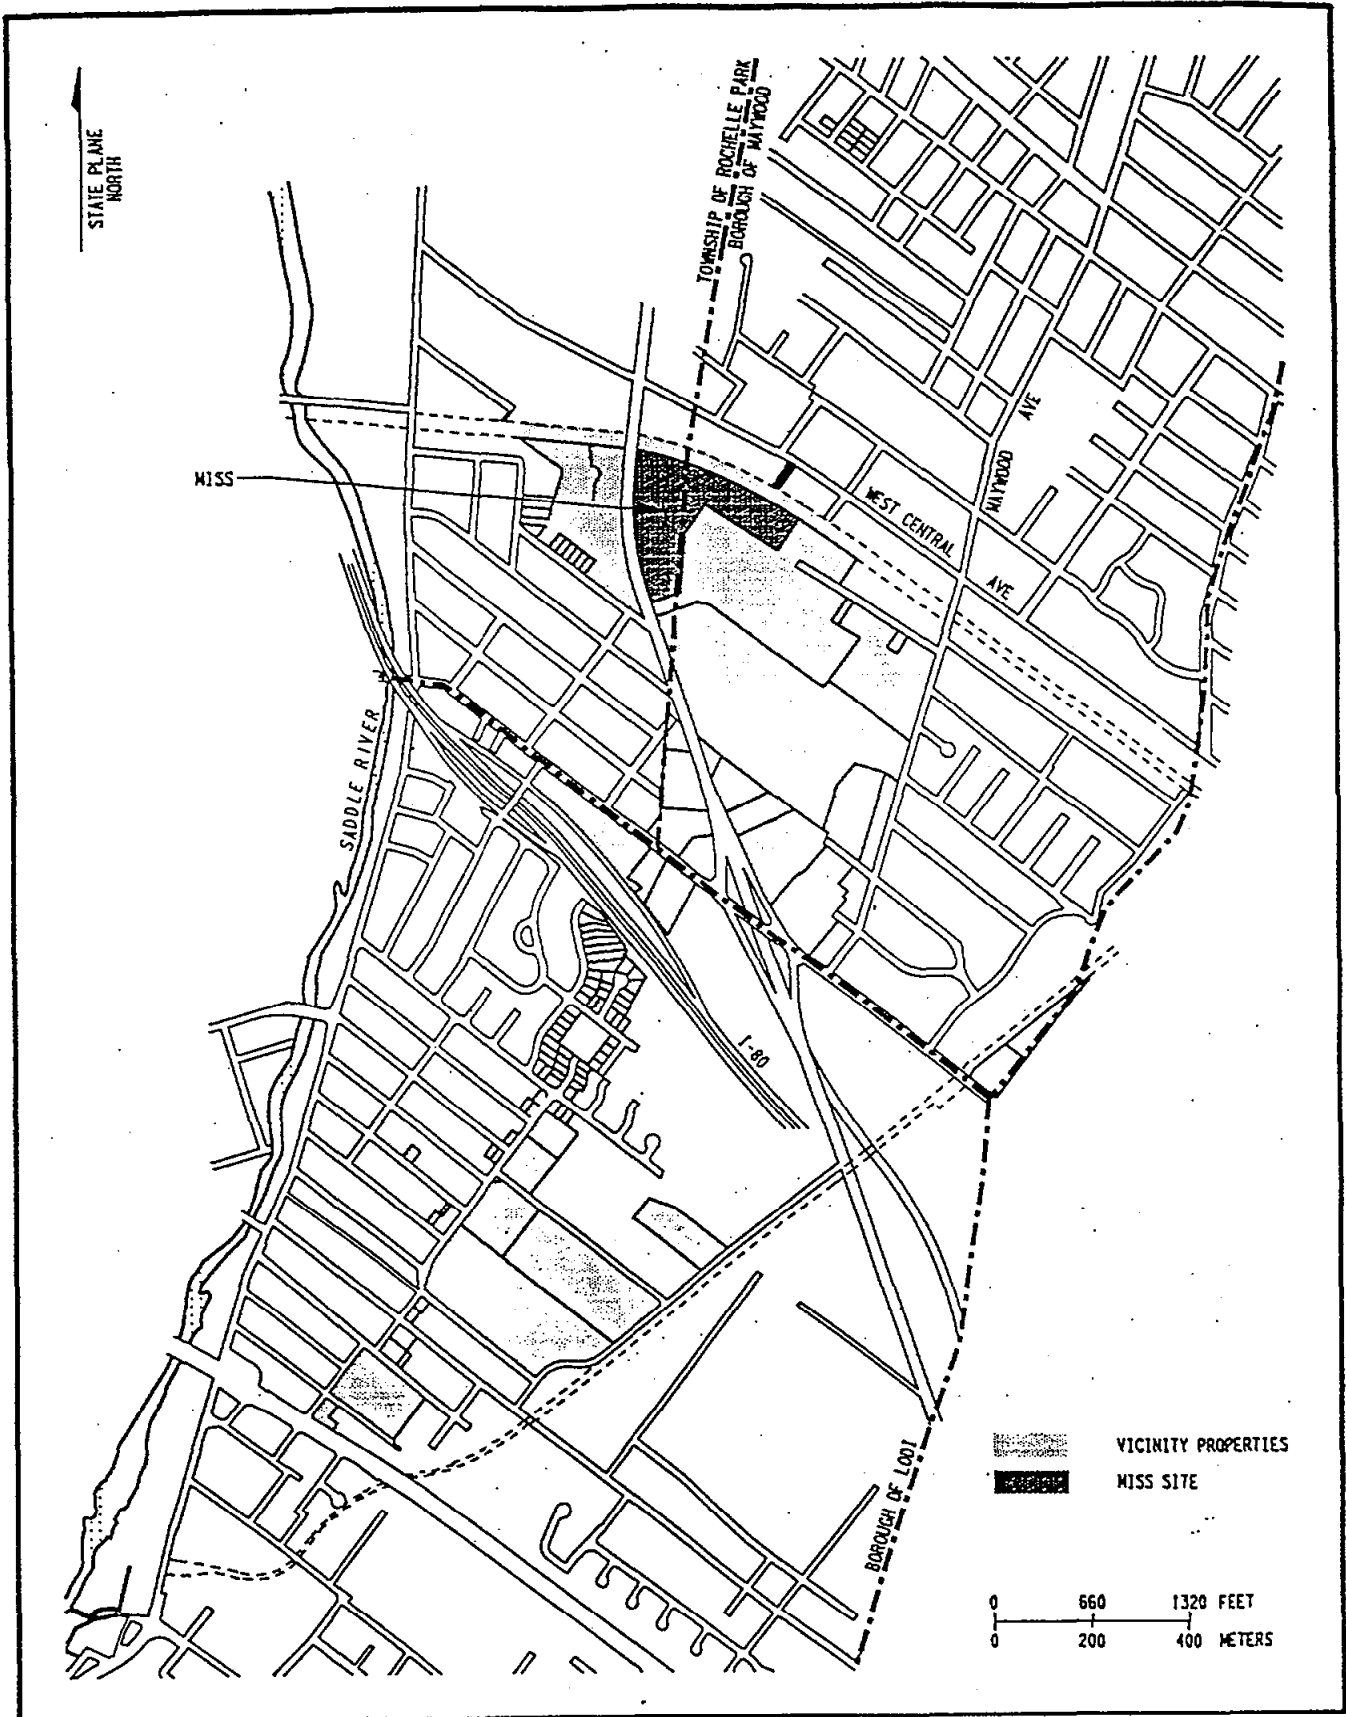 STATE PLANE
NORTH
TOWNSHIP OF ROCHELLE PARK
BOROUGH OF MAYWOOD
MISS
MAYWOOD AVE
WEST CENTRAL AVE
SADDLE RIVER
I-80
BOROUGH OF LODI
VICINITY PROPERTIES
MISS SITE
0 660 1320 FEET
0 200 400 METERS